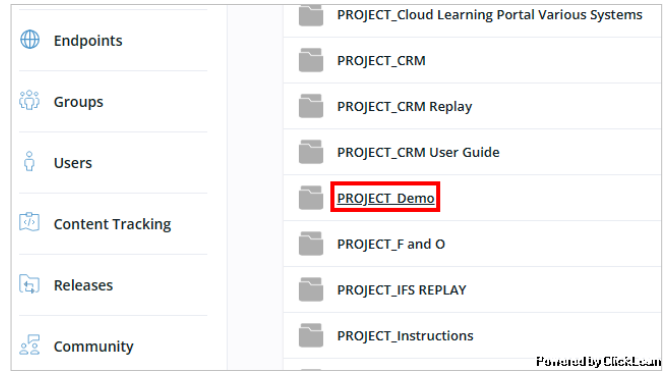 Endpoints
Groups
Users
Content Tracking
Releases
Community
PROJECT_Cloud Learning Portal Various Systems
PROJECT_CRM
PROJECT_CRM Replay
PROJECT_CRM User Guide
PROJECT_Demo
PROJECT_F and O
PROJECT_IFS REPLAY
PROJECT_Instructions
Powered by ClickLearn